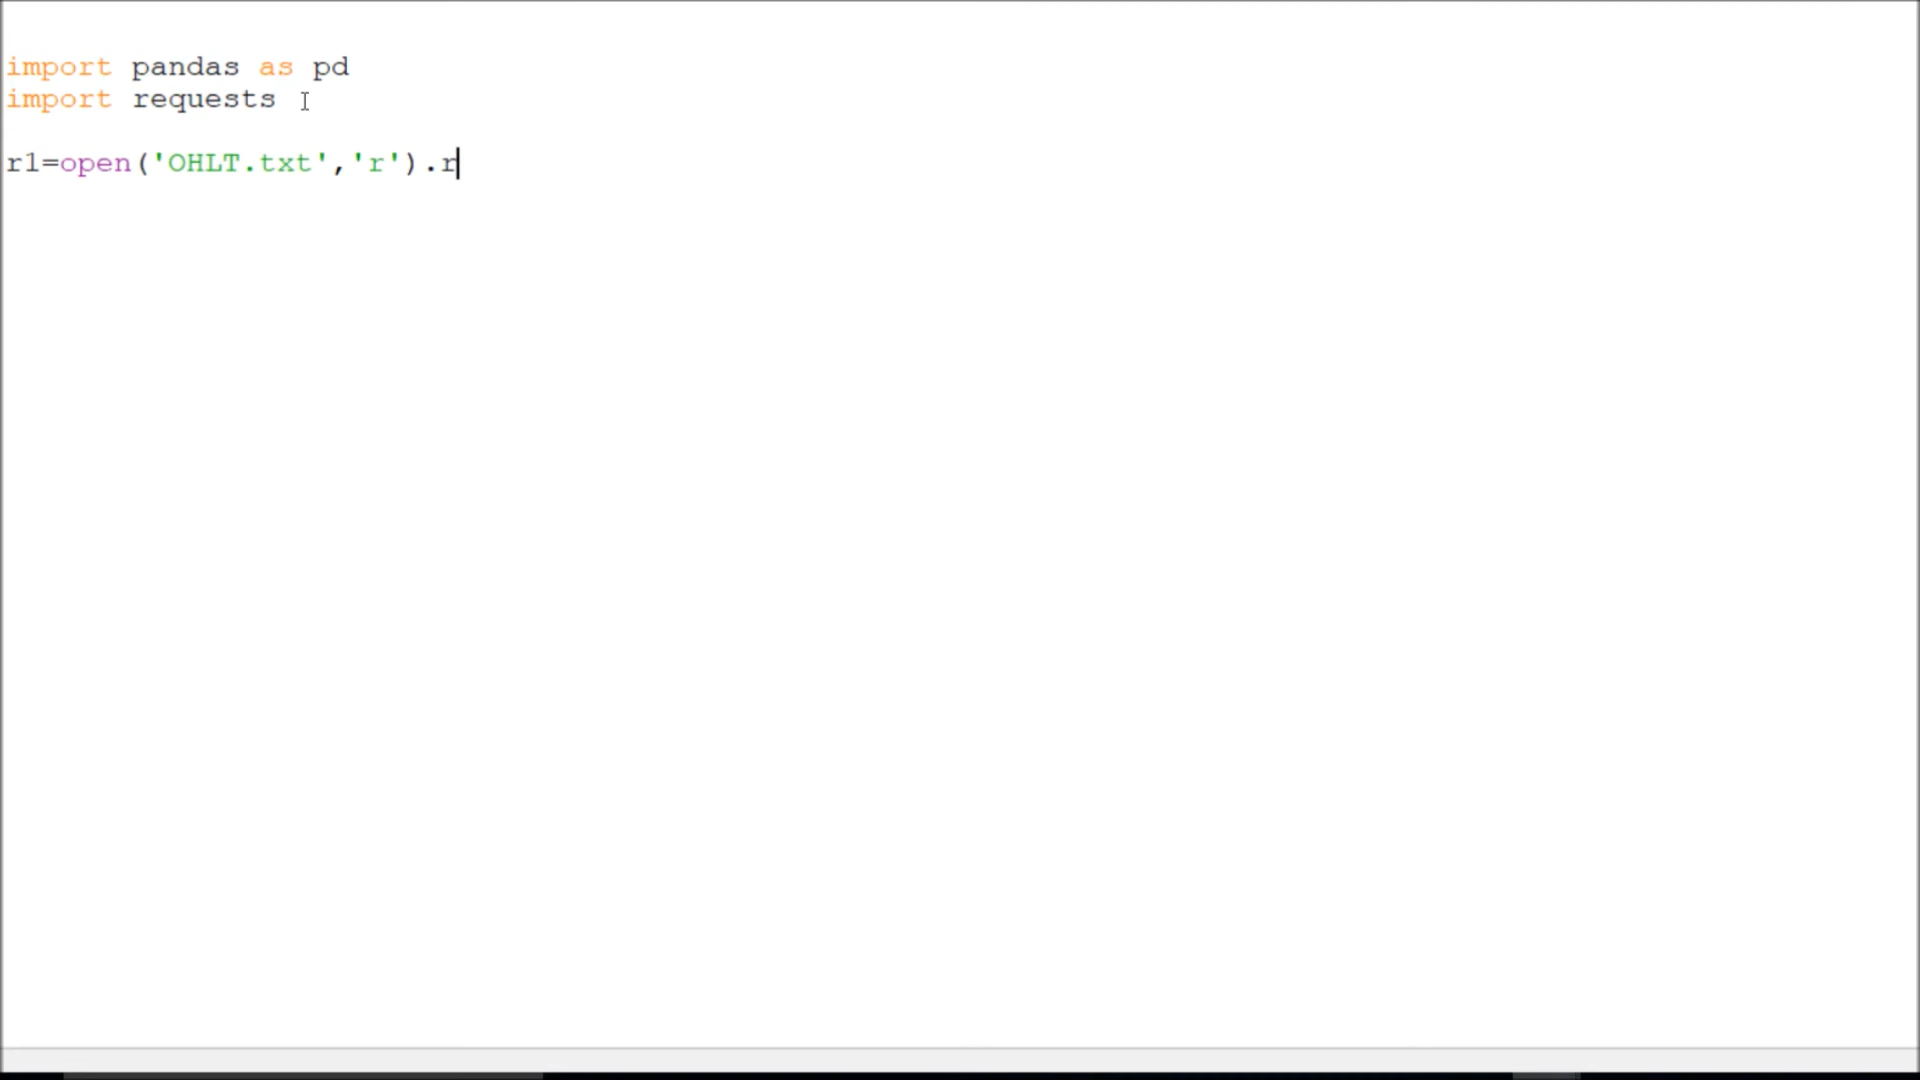 import pandas as pd
import requests
r1=open('OHLT.txt','r').r